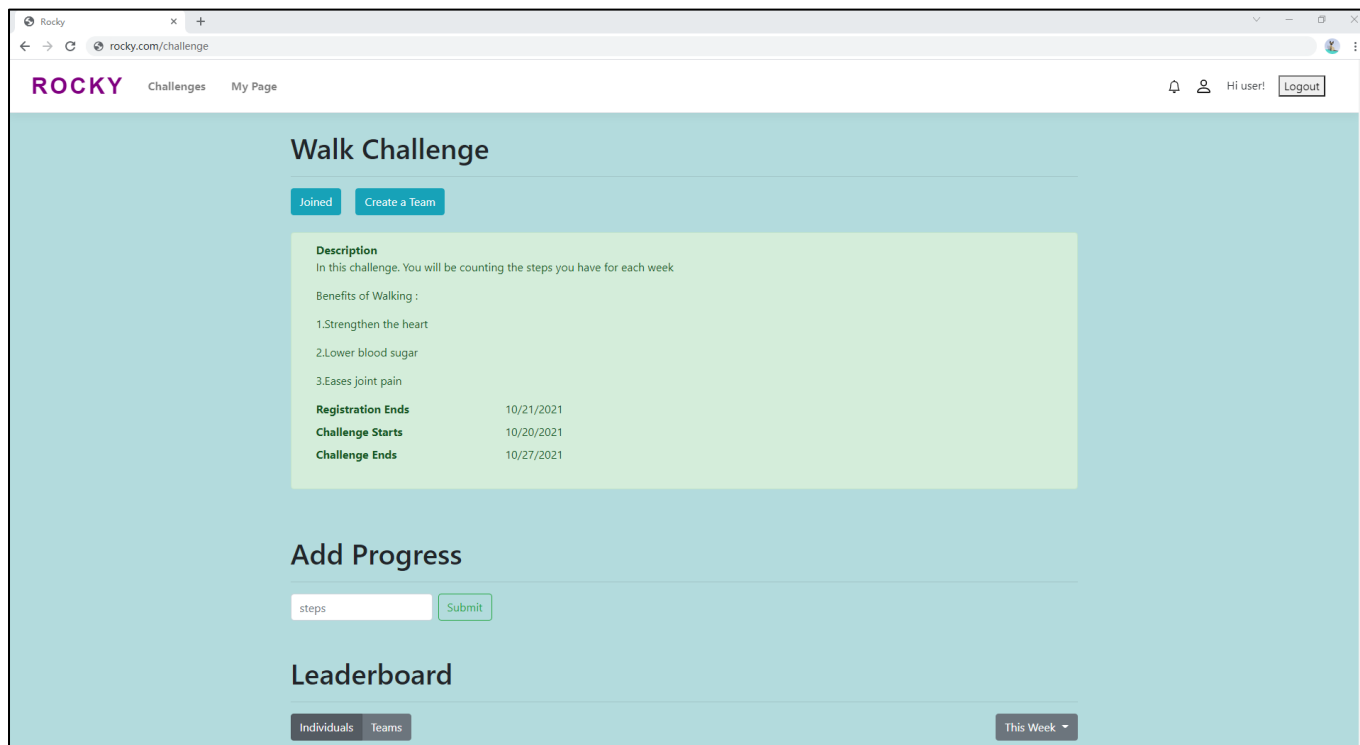 Rocky
rocky.com/challenge
ROCKY Challenges My Page Hi user! Logout
Walk Challenge
Joined Create a Team
Description
In this challenge. You will be counting the steps you have for each week
Benefits of Walking :
1.Strengthen the heart
2.Lower blood sugar
3.Eases joint pain
Registration Ends 10/21/2021
Challenge Starts 10/20/2021
Challenge Ends 10/27/2021
Add Progress
steps Submit
Leaderboard
Individuals Teams This Week